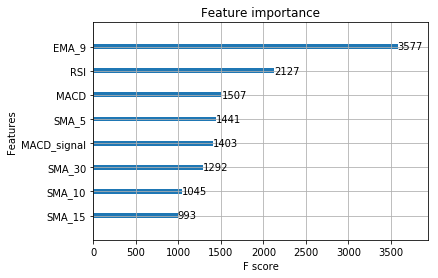 Feature importance
Features
EMA_9 3577
RSI 2127
MACD 1507
SMA_5 1441
MACD_signal 1403
SMA_30 1292
SMA_10 1045
SMA_15 993
0 500 1000 1500 2000 2500 3000 3500
F score